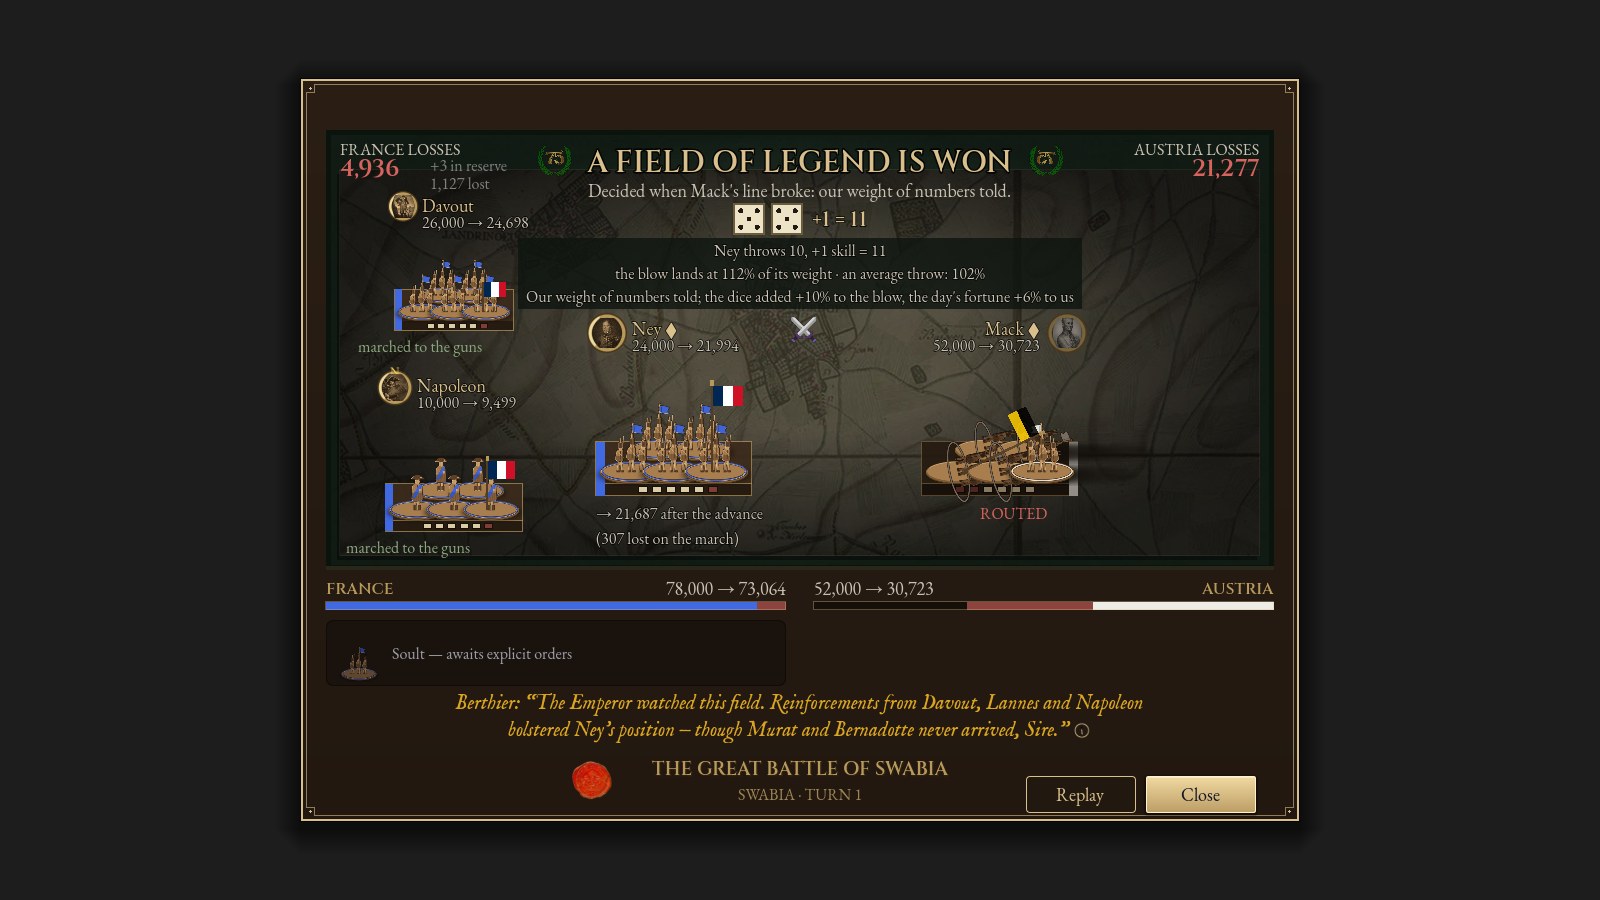 FRANCE LOSSES
4,936
+3 in reserve
1,127 lost
A FIELD OF LEGEND IS WON
AUSTRIA LOSSES
21,277
Decided when Mack's line broke: our weight of numbers told.
+1 = 11
Davout
26,000 → 24,698
Ney throws 10, +1 skill = 11
the blow lands at 112% of its weight · an average throw: 102%
Our weight of numbers told; the dice added +10% to the blow, the day's fortune +6% to us
marched to the guns
Ney
24,000 → 21,994
Mack
52,000 → 30,723
N
Napoleon
10,000 → 9,499
marched to the guns
→ 21,687 after the advance
(307 lost on the march)
ROUTED
FRANCE
78,000 → 73,064
52,000 → 30,723
AUSTRIA
Soult — awaits explicit orders
Berthier: “The Emperor watched this field. Reinforcements from Davout, Lannes and Napoleon
bolstered Ney’s position – though Murat and Bernadotte never arrived, Sire.”
THE GREAT BATTLE OF SWABIA
SWABIA · TURN 1
Replay
Close